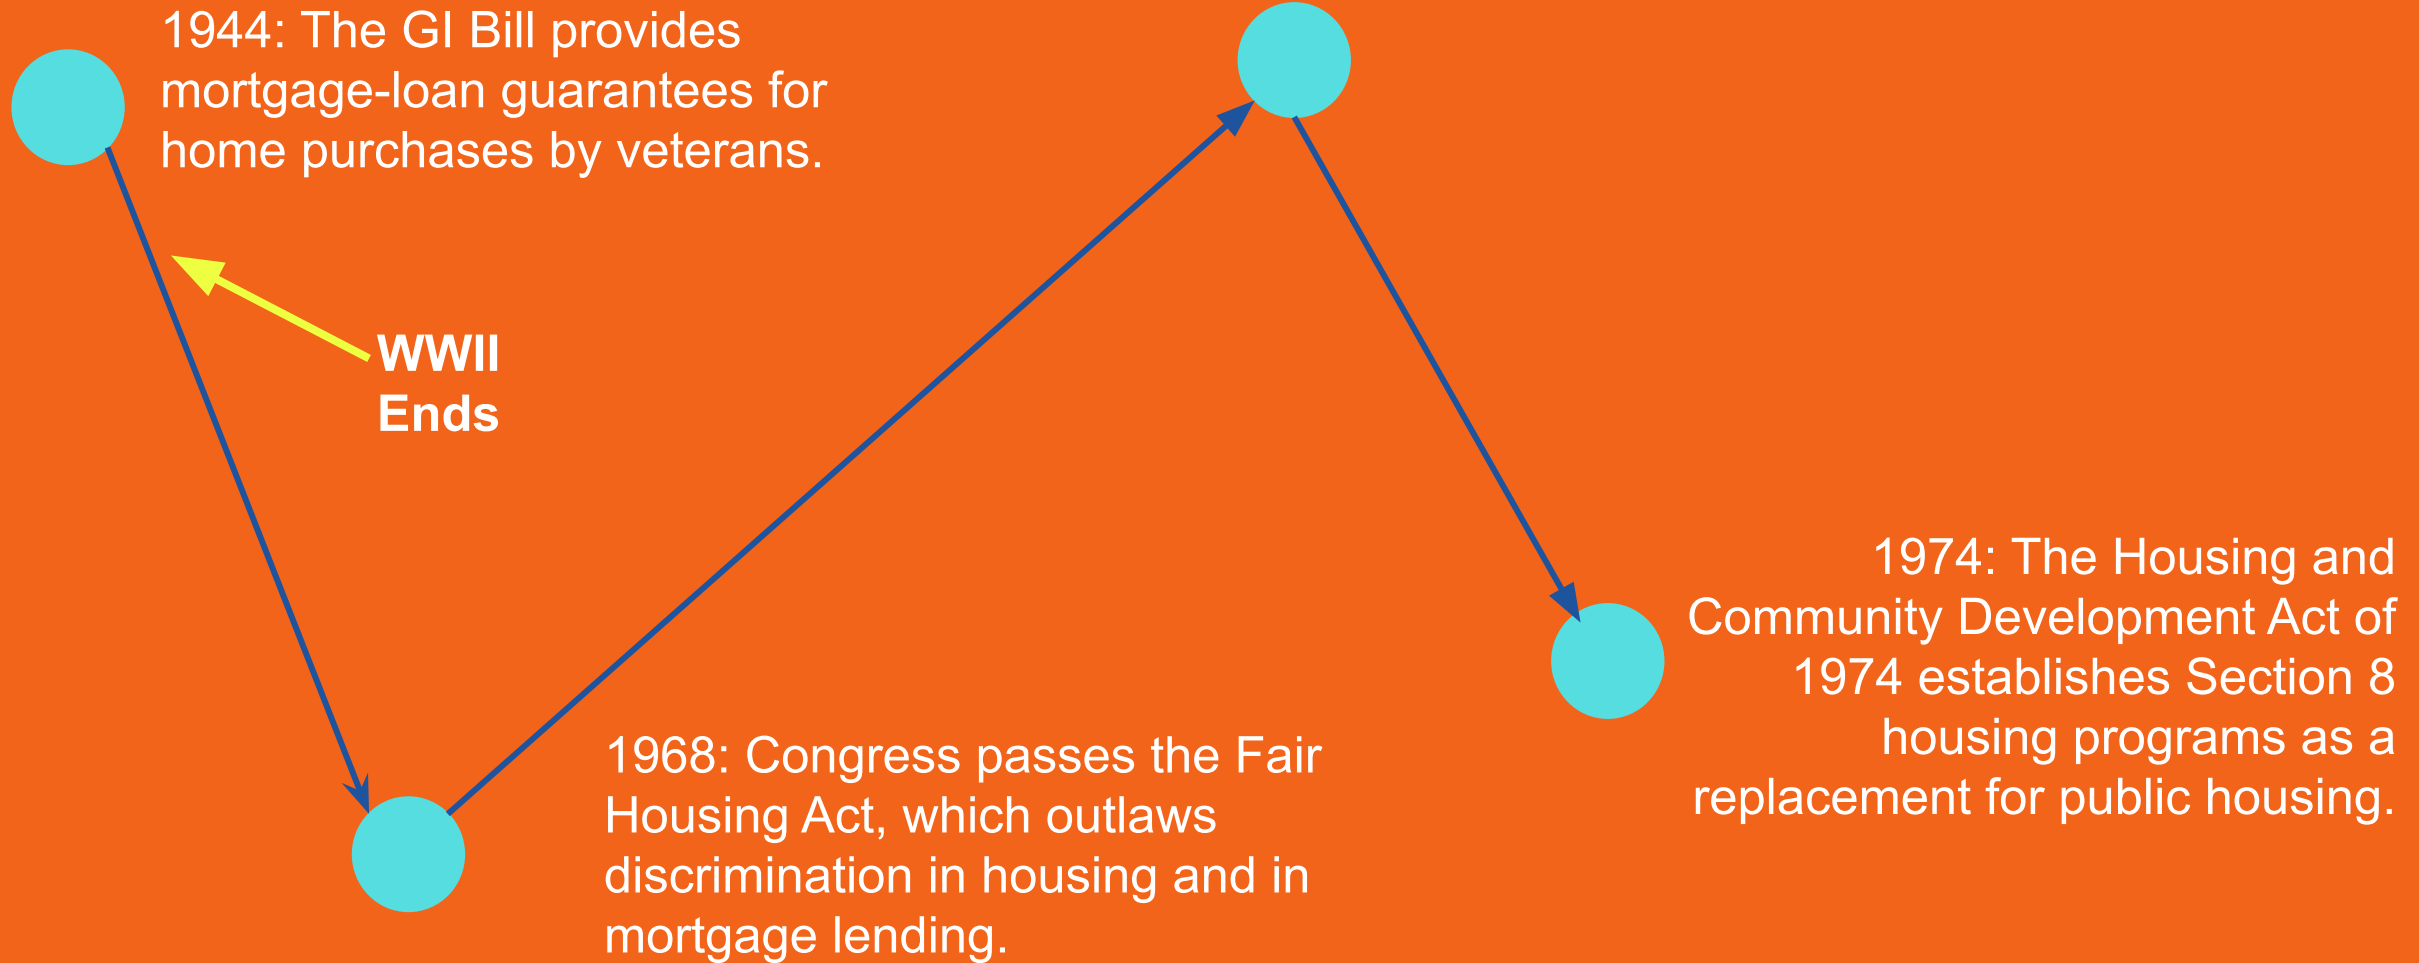 1944: The GI Bill provides
mortgage-loan guarantees for
home purchases by veterans.
WWII
Ends
1968: Congress passes the Fair
Housing Act, which outlaws
discrimination in housing and in
mortgage lending.
1974: The Housing and
Community Development Act of
1974 establishes Section 8
housing programs as a
replacement for public housing.